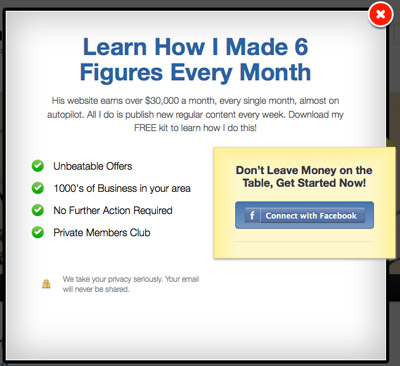 Learn How I Made 6
Figures Every Month
His website earns over $30,000 a month, every single month, almost on
autopilot. All I do is publish new regular content every week. Download my
FREE kit to learn how I do this!
Unbeatable Offers
1000's of Business in your area
No Further Action Required
Private Members Club
We take your privacy seriously. Your email
will never be shared.
Don't Leave Money on the
Table, Get Started Now!
f Connect with Facebook